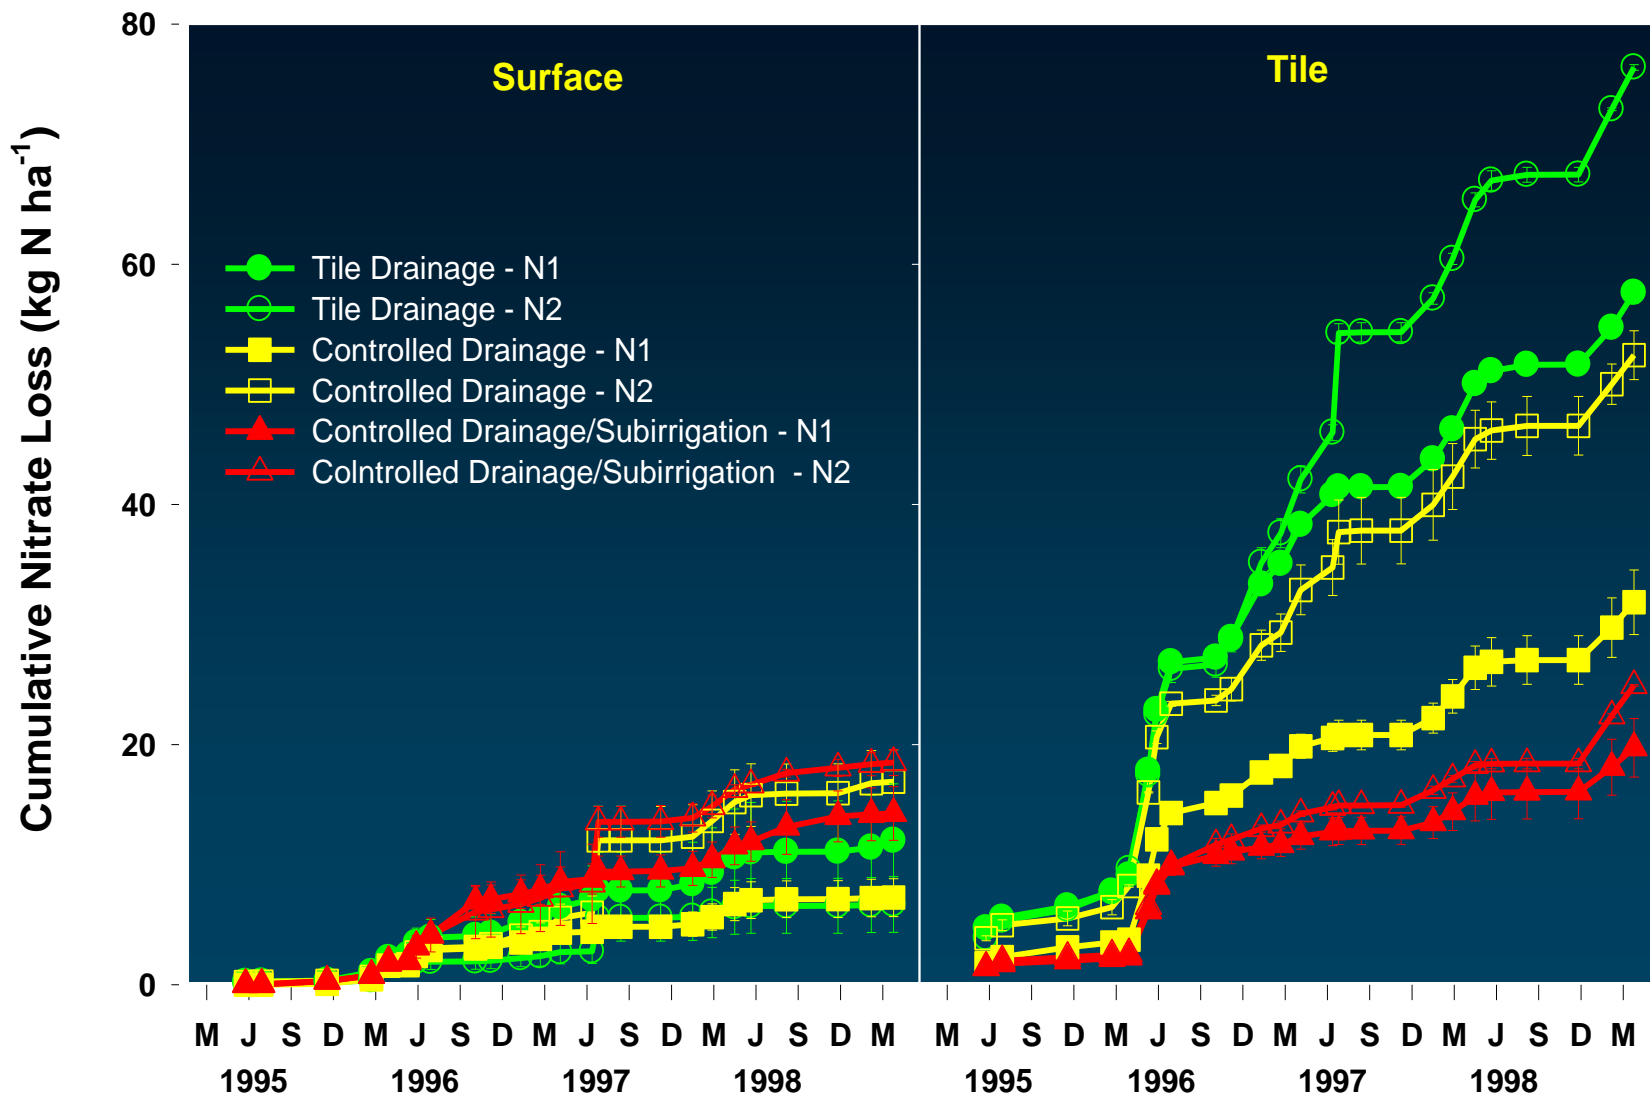 Cumulative Nitrate Loss (kg N ha-1)
80
60
40
20
0
Surface
Tile
Tile Drainage - N1
Tile Drainage - N2
Controlled Drainage - N1
Controlled Drainage - N2
Controlled Drainage/Subirrigation - N1
Colntrolled Drainage/Subirrigation - N2
M J S D M J S D M J S D M J S D M M J S D M J S D M J S D M J S D M
1995 1996 1997 1998 1995 1996 1997 1998